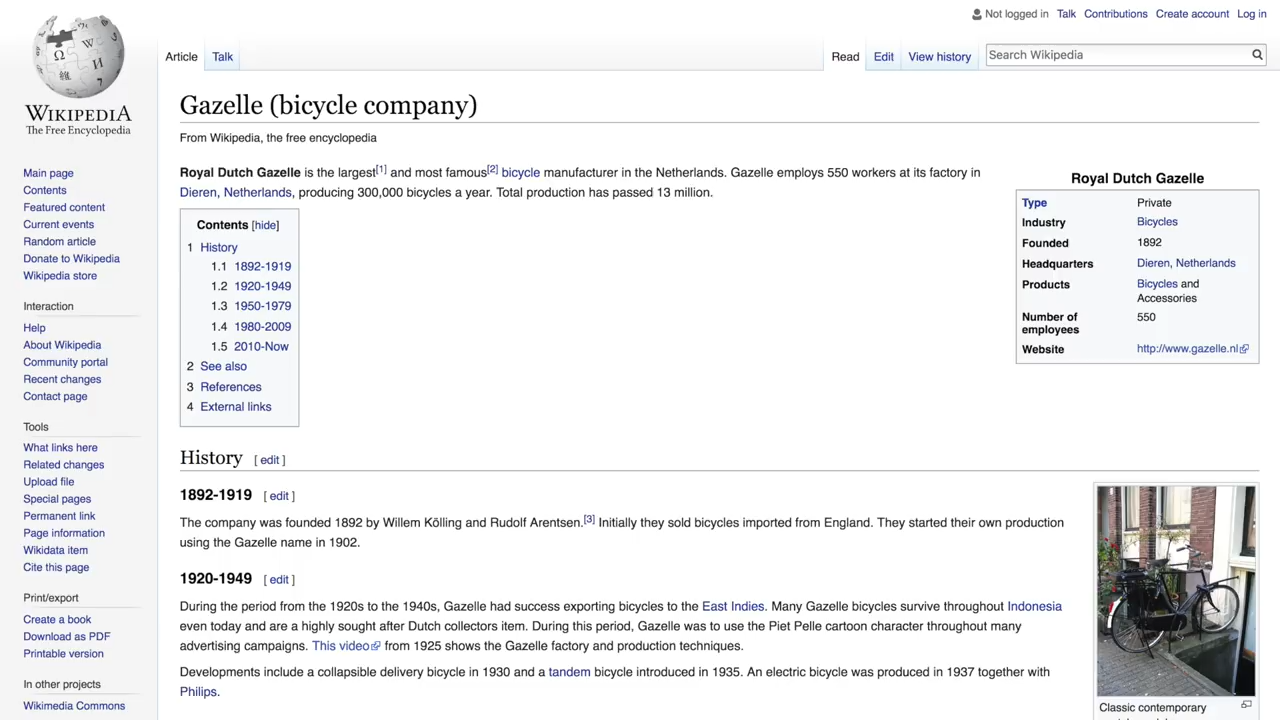 Not logged in Talk Contributions Create account Log in
Article Talk Read Edit View history Search Wikipedia
WIKIPEDIA
The Free Encyclopedia
Main page
Contents
Featured content
Current events
Random article
Donate to Wikipedia
Wikipedia store
Interaction
Help
About Wikipedia
Community portal
Recent changes
Contact page
Tools
What links here
Related changes
Upload file
Special pages
Permanent link
Page information
Wikidata item
Cite this page
Print/export
Create a book
Download as PDF
Printable version
In other projects
Wikimedia Commons
Gazelle (bicycle company)
From Wikipedia, the free encyclopedia
Royal Dutch Gazelle is the largest[1] and most famous[2] bicycle manufacturer in the Netherlands. Gazelle employs 550 workers at its factory in
Dieren, Netherlands, producing 300,000 bicycles a year. Total production has passed 13 million.
Contents [hide]
1 History
1.1 1892-1919
1.2 1920-1949
1.3 1950-1979
1.4 1980-2009
1.5 2010-Now
2 See also
3 References
4 External links
Royal Dutch Gazelle
Type Private
Industry Bicycles
Founded 1892
Headquarters Dieren, Netherlands
Products Bicycles and
Accessories
Number of 550
employees
Website http://www.gazelle.nl
History [ edit ]
1892-1919 [ edit ]
The company was founded 1892 by Willem Kölling and Rudolf Arentsen.[3] Initially they sold bicycles imported from England. They started their own production
using the Gazelle name in 1902.
1920-1949 [ edit ]
During the period from the 1920s to the 1940s, Gazelle had success exporting bicycles to the East Indies. Many Gazelle bicycles survive throughout Indonesia
even today and are a highly sought after Dutch collectors item. During this period, Gazelle was to use the Piet Pelle cartoon character throughout many
advertising campaigns. This video from 1925 shows the Gazelle factory and production techniques.
Developments include a collapsible delivery bicycle in 1930 and a tandem bicycle introduced in 1935. An electric bicycle was produced in 1937 together with
Philips.
Classic contemporary